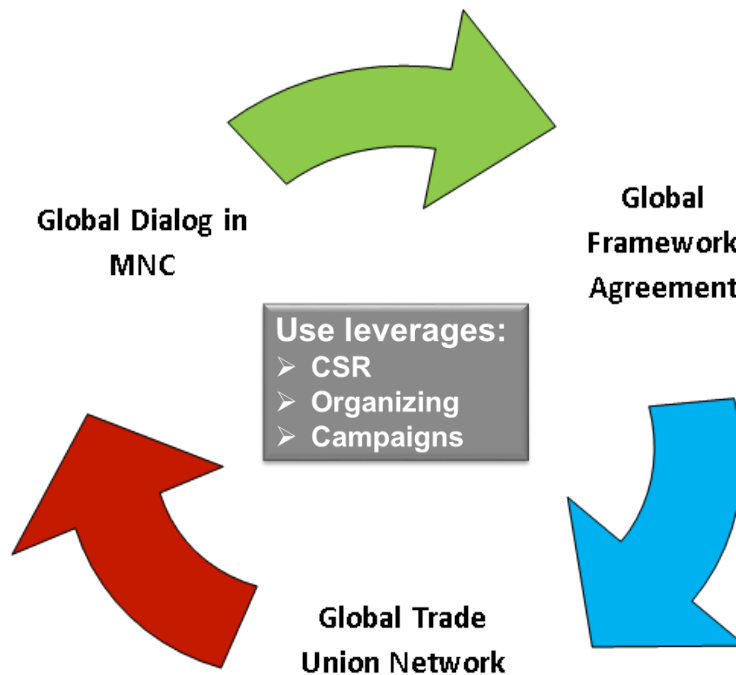 Global Dialog in
MNC
Global
Framework
Agreement
Use leverages:
➢ CSR
➢ Organizing
➢ Campaigns
Global Trade
Union Network